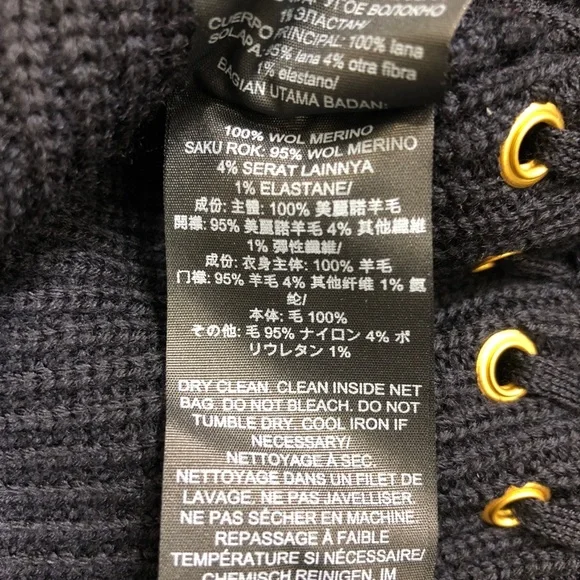 ОЕ ВОЛОКНО
1% ЭЛАСТАН/
CUERPO PRINCIPAL: 100% lana
SOLAPA: 95% lana 4% otra fibra
1% elastano/
BAGIAN UTAMA BADAN:
100% WOL MERINO
SAKU ROK: 95% WOL MERINO
4% SERAT LAINNYA
1% ELASTANE/
成份: 主體: 100% 美麗諾羊毛
開襟: 95% 美麗諾羊毛 4% 其他纖維
1% 彈性纖維/
成份: 衣身主体: 100% 羊毛
门襟: 95% 羊毛 4% 其他纤维 1% 氨
纶/
本体: 毛 100%
その他: 毛 95% ナイロン 4% ポ
リウレタン 1%
DRY CLEAN. CLEAN INSIDE NET
BAG. DO NOT BLEACH. DO NOT
TUMBLE DRY. COOL IRON IF
NECESSARY/
NETTOYAGE À SEC.
NETTOYAGE DANS UN FILET DE
LAVAGE. NE PAS JAVELLISER.
NE PAS SÉCHER EN MACHINE.
REPASSAGE À FAIBLE
TEMPÉRATURE SI NÉCESSAIRE/
CHEMISCH REINIGEN. IM